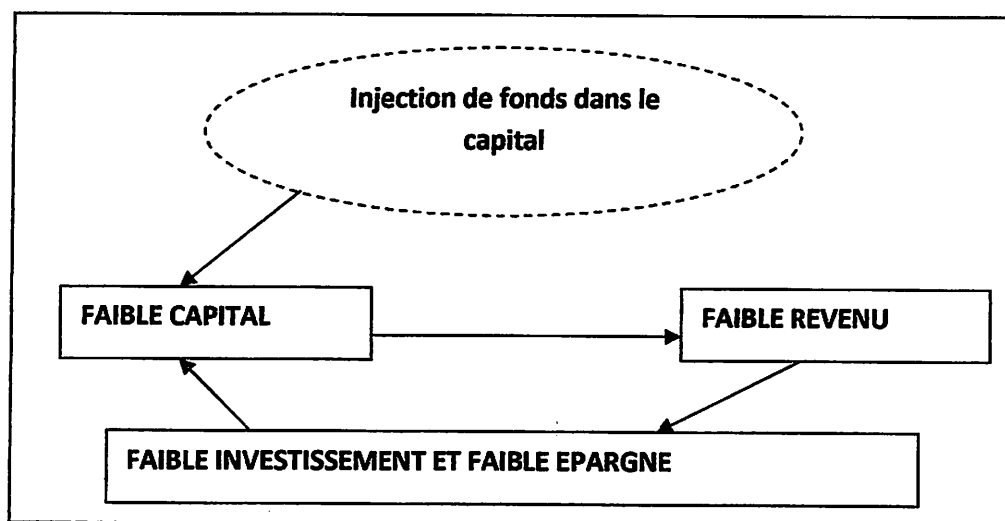 Injection de fonds dans le
capital
FAIBLE CAPITAL
FAIBLE REVENU
FAIBLE INVESTISSEMENT ET FAIBLE EPARGNE